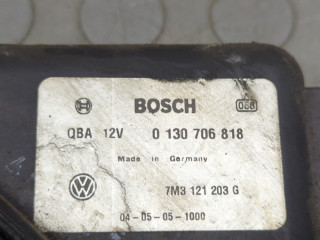 BOSCH
QBA 12V 0 130 706 818
Made in Germany
7M3 121 203 G
04-05-05-1000